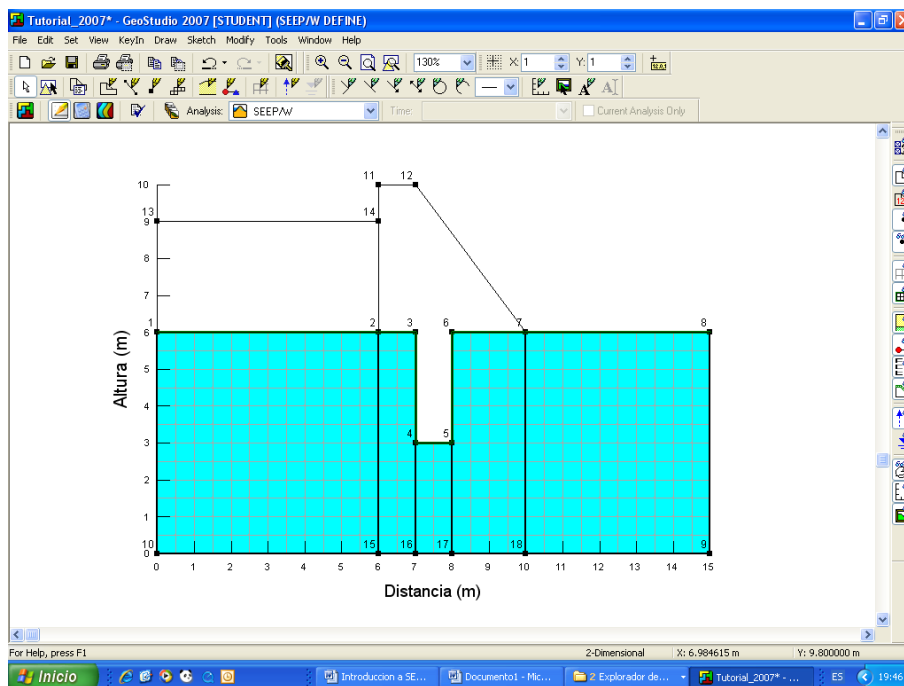 Tutorial_2007* - GeoStudio 2007 [STUDENT] (SEEP/W DEFINE)
File Edit Set View KeyIn Draw Sketch Modify Tools Window Help
130% X: 1 Y: 1
Analysis: SEEP/W Time: Current Analysis Only
11 12
10
13 14
9
8
7
1 2 3 6 7 8
6
5
4 5
4
3
2
1
10 15 16 17 18 9
0
0 1 2 3 4 5 6 7 8 9 10 11 12 13 14 15
Altura (m)
Distancia (m)
For Help, press F1 2-Dimensional X: 6.984615 m Y: 9.800000 m
Inicio Introduccion a SE... Documento1 - Mic... 2 Explorador de... Tutorial_2007* - ... ES 19:46